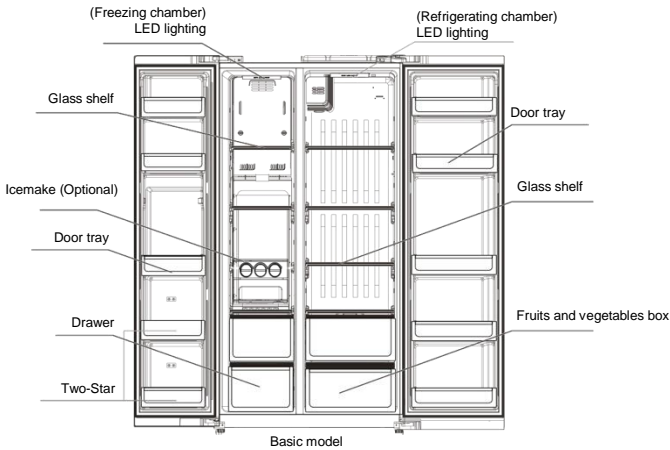 (Freezing chamber)
LED lighting
(Refrigerating chamber)
LED lighting
Glass shelf
Door tray
Icemake (Optional)
Glass shelf
Door tray
Drawer
Fruits and vegetables box
Two-Star
Basic model